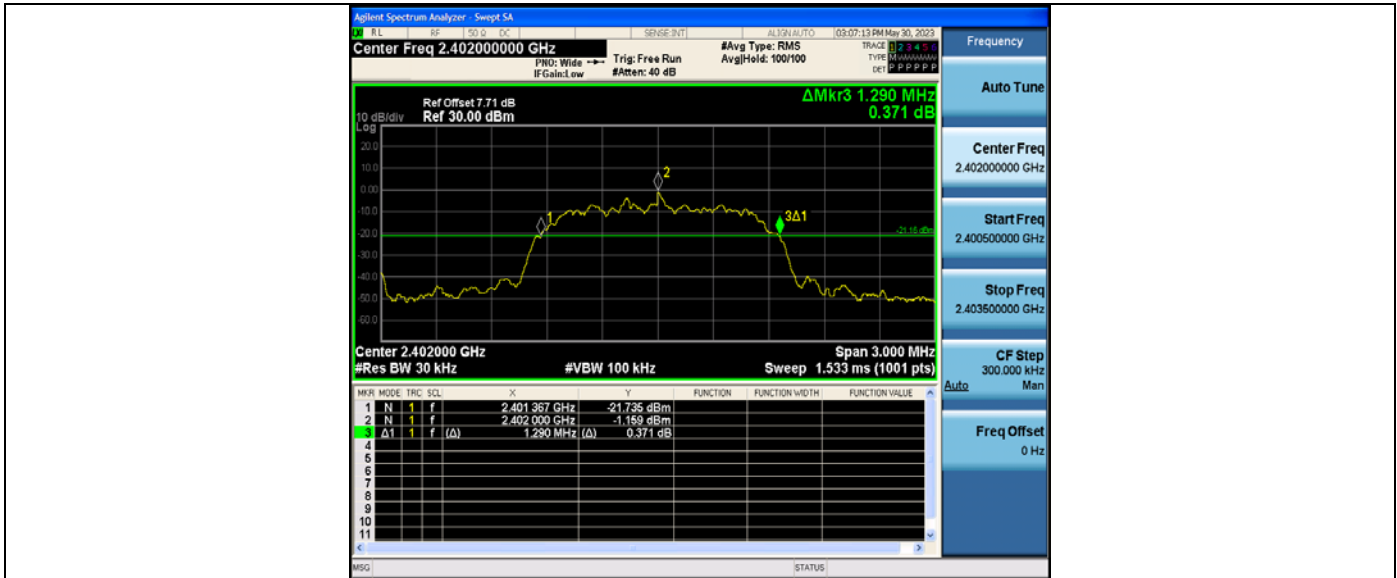 Agilent Spectrum Analyzer - Swept SA
RL RF 50 Ω DC SENSE:INT ALIGN AUTO 03:07:13 PM May 30, 2023
Center Freq 2.402000000 GHz
PNO: Wide
IFGain:Low
Trig: Free Run
#Atten: 40 dB
#Avg Type: RMS
Avg|Hold: 100/100
TRACE 1 2 3 4 5 6
TYPE M
DET P P P P P P
ΔMkr3 1.290 MHz
0.371 dB
Ref Offset 7.71 dB
10 dB/div Ref 30.00 dBm
Log
20.0
10.0
0.00
-10.0
-20.0
-30.0
-40.0
-50.0
-60.0
1
2
3Δ1
-21.16 dBm
Center 2.402000 GHz Span 3.000 MHz
#Res BW 30 kHz #VBW 100 kHz Sweep 1.533 ms (1001 pts)
MKR MODE TRC SCL X Y FUNCTION FUNCTION WIDTH FUNCTION VALUE
1 N 1 f 2.401 367 GHz -21.735 dBm
2 N 1 f 2.402 000 GHz -1.159 dBm
3 Δ1 1 f (Δ) 1.290 MHz (Δ) 0.371 dB
4
5
6
7
8
9
10
11
MSG STATUS
Frequency
Auto Tune
Center Freq
2.402000000 GHz
Start Freq
2.400500000 GHz
Stop Freq
2.403500000 GHz
CF Step
300.000 kHz
Auto Man
Freq Offset
0 Hz